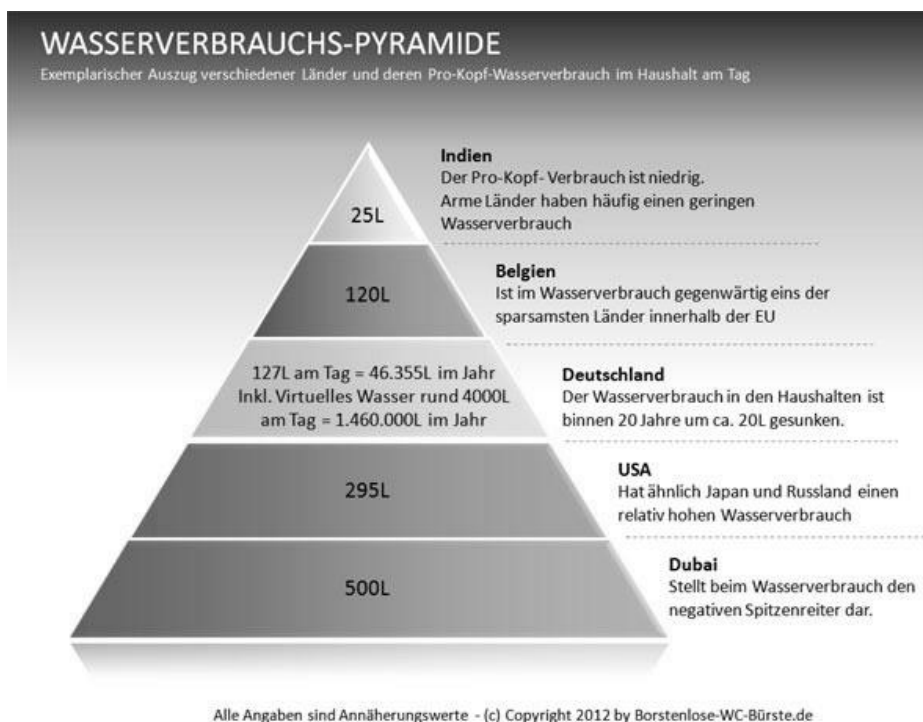 WASSERVERBRAUCHS-PYRAMIDE
Exemplarischer Auszug verschiedener Länder und deren Pro-Kopf-Wasserverbrauch im Haushalt am Tag
25L
Indien
Der Pro-Kopf- Verbrauch ist niedrig.
Arme Länder haben häufig einen geringen
Wasserverbrauch
120L
Belgien
Ist im Wasserverbrauch gegenwärtig eins der
sparsamsten Länder innerhalb der EU
127L am Tag = 46.355L im Jahr
Inkl. Virtuelles Wasser rund 4000L
am Tag = 1.460.000L im Jahr
Deutschland
Der Wasserverbrauch in den Haushalten ist
binnen 20 Jahre um ca. 20L gesunken.
295L
USA
Hat ähnlich Japan und Russland einen
relativ hohen Wasserverbrauch
500L
Dubai
Stellt beim Wasserverbrauch den
negativen Spitzenreiter dar.
Alle Angaben sind Annäherungswerte - (c) Copyright 2012 by Borstenlose-WC-Bürste.de